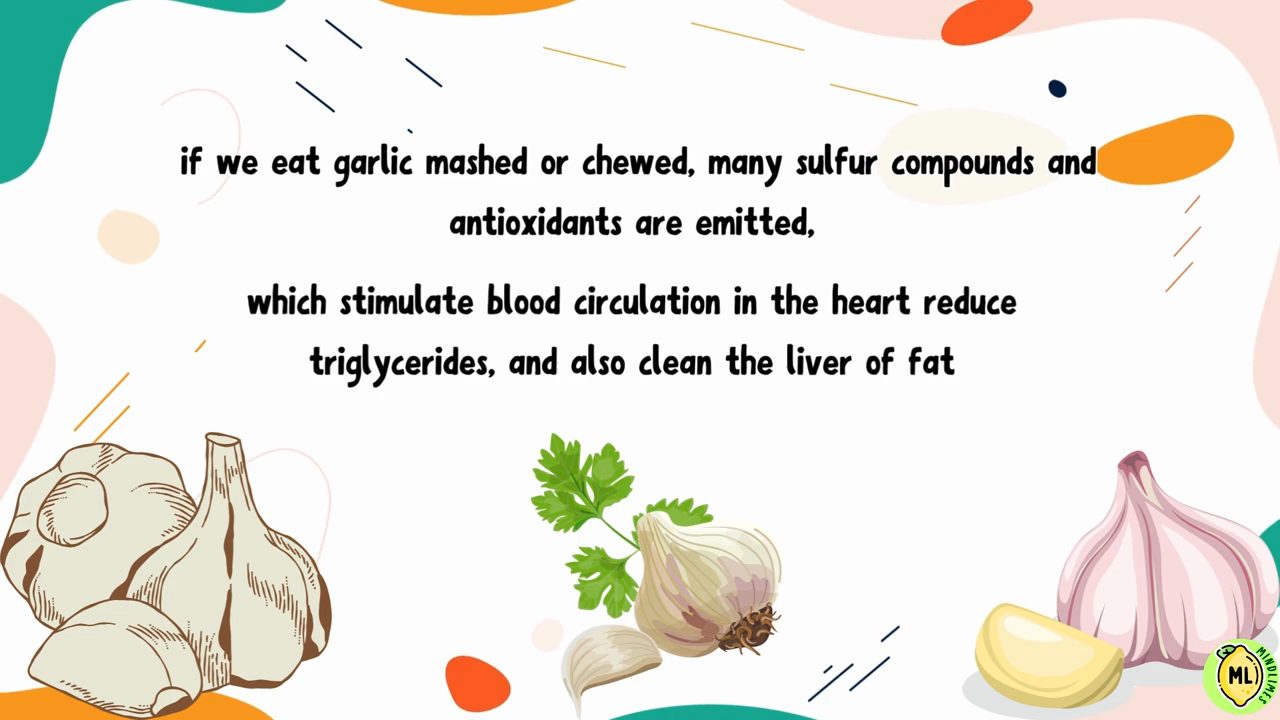 if we eat garlic mashed or chewed, many sulfur compounds and
antioxidants are emitted,
which stimulate blood circulation in the heart reduce
triglycerides, and also clean the liver of fat
ML
MINDLIMES